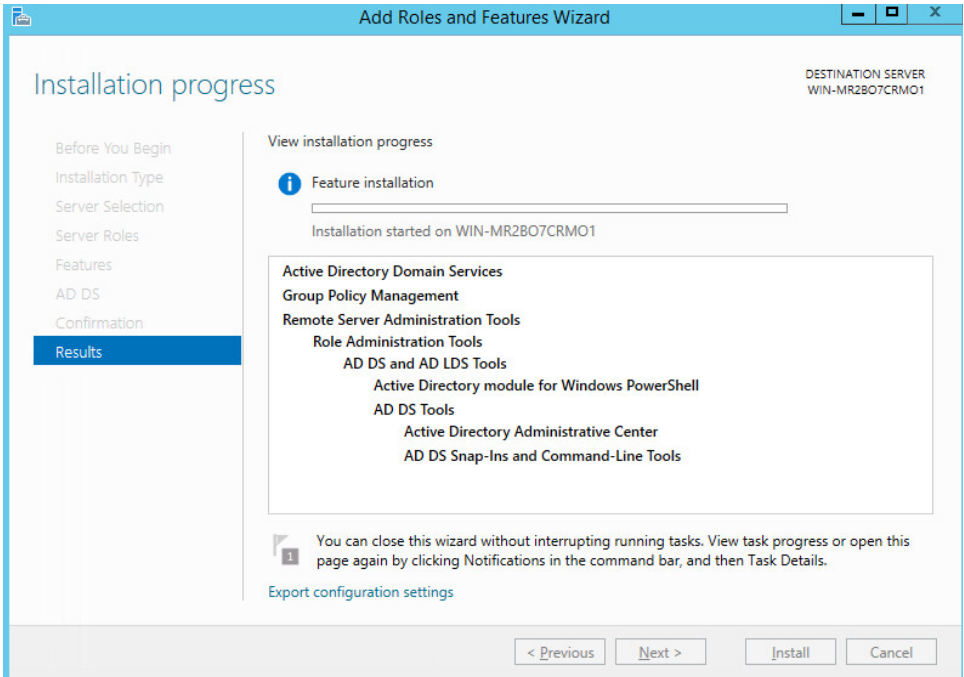 Add Roles and Features Wizard
Installation progress
DESTINATION SERVER
WIN-MR2BO7CRMO1
Before You Begin
Installation Type
Server Selection
Server Roles
Features
AD DS
Confirmation
Results
View installation progress
Feature installation
Installation started on WIN-MR2BO7CRMO1
Active Directory Domain Services
Group Policy Management
Remote Server Administration Tools
Role Administration Tools
AD DS and AD LDS Tools
Active Directory module for Windows PowerShell
AD DS Tools
Active Directory Administrative Center
AD DS Snap-Ins and Command-Line Tools
1
You can close this wizard without interrupting running tasks. View task progress or open this
page again by clicking Notifications in the command bar, and then Task Details.
Export configuration settings
< Previous
Next >
Install
Cancel